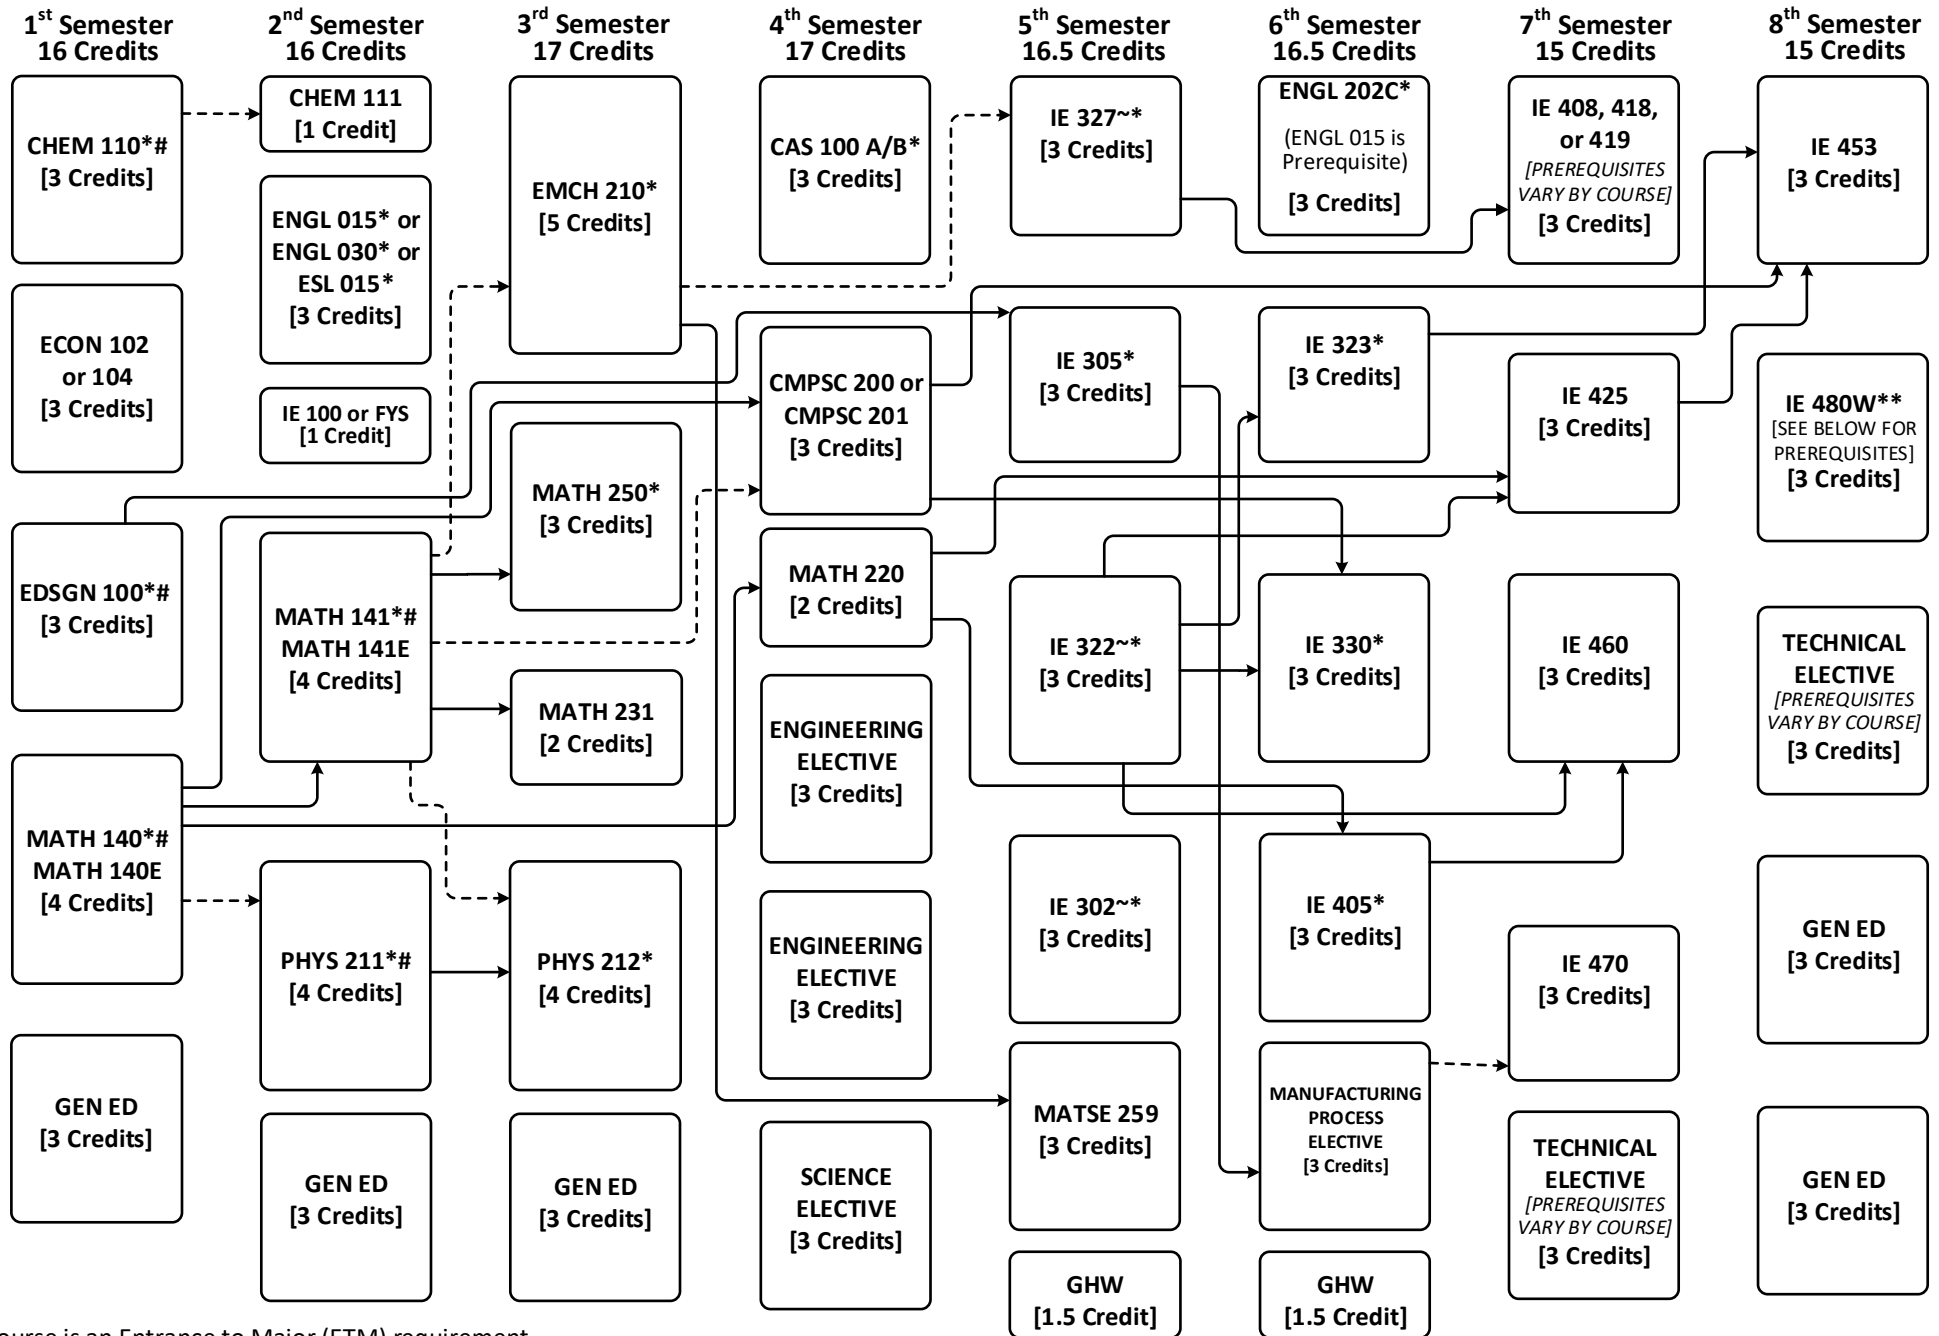 1st Semester
16 Credits
2nd Semester
16 Credits
3rd Semester
17 Credits
4th Semester
17 Credits
5th Semester
16.5 Credits
6th Semester
16.5 Credits
7th Semester
15 Credits
8th Semester
15 Credits
CHEM 110*#
[3 Credits]
ECON 102
or 104
[3 Credits]
EDSGN 100*#
[3 Credits]
MATH 140*#
MATH 140E
[4 Credits]
GEN ED
[3 Credits]
CHEM 111
[1 Credit]
ENGL 015* or
ENGL 030* or
ESL 015*
[3 Credits]
IE 100 or FYS
[1 Credit]
MATH 141*#
MATH 141E
[4 Credits]
PHYS 211*#
[4 Credits]
GEN ED
[3 Credits]
EMCH 210*
[5 Credits]
MATH 250*
[3 Credits]
MATH 231
[2 Credits]
PHYS 212*
[4 Credits]
GEN ED
[3 Credits]
CAS 100 A/B*
[3 Credits]
CMPSC 200 or
CMPSC 201
[3 Credits]
MATH 220
[2 Credits]
ENGINEERING
ELECTIVE
[3 Credits]
ENGINEERING
ELECTIVE
[3 Credits]
SCIENCE
ELECTIVE
[3 Credits]
IE 327~*
[3 Credits]
IE 305*
[3 Credits]
IE 322~*
[3 Credits]
IE 302~*
[3 Credits]
MATSE 259
[3 Credits]
GHW
[1.5 Credit]
ENGL 202C*
(ENGL 015 is
Prerequisite)
[3 Credits]
IE 323*
[3 Credits]
IE 330*
[3 Credits]
IE 405*
[3 Credits]
MANUFACTURING
PROCESS
ELECTIVE
[3 Credits]
GHW
[1.5 Credit]
IE 408, 418,
or 419
[PREREQUISITES
VARY BY COURSE]
[3 Credits]
IE 425
[3 Credits]
IE 460
[3 Credits]
IE 470
[3 Credits]
TECHNICAL
ELECTIVE
[PREREQUISITES
VARY BY COURSE]
[3 Credits]
IE 453
[3 Credits]
IE 480W**
[SEE BELOW FOR
PREREQUISITES]
[3 Credits]
TECHNICAL
ELECTIVE
[PREREQUISITES
VARY BY COURSE]
[3 Credits]
GEN ED
[3 Credits]
GEN ED
[3 Credits]
is an Entrance to Major (ETM) requirement